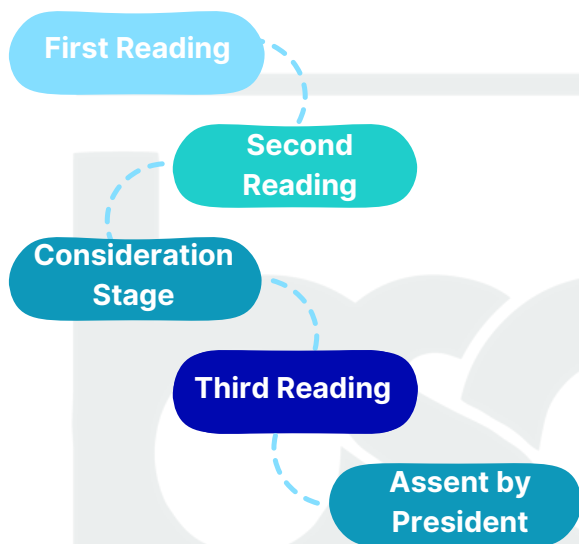 First Reading
Second
Reading
Consideration
Stage
Third Reading
Assent by
President